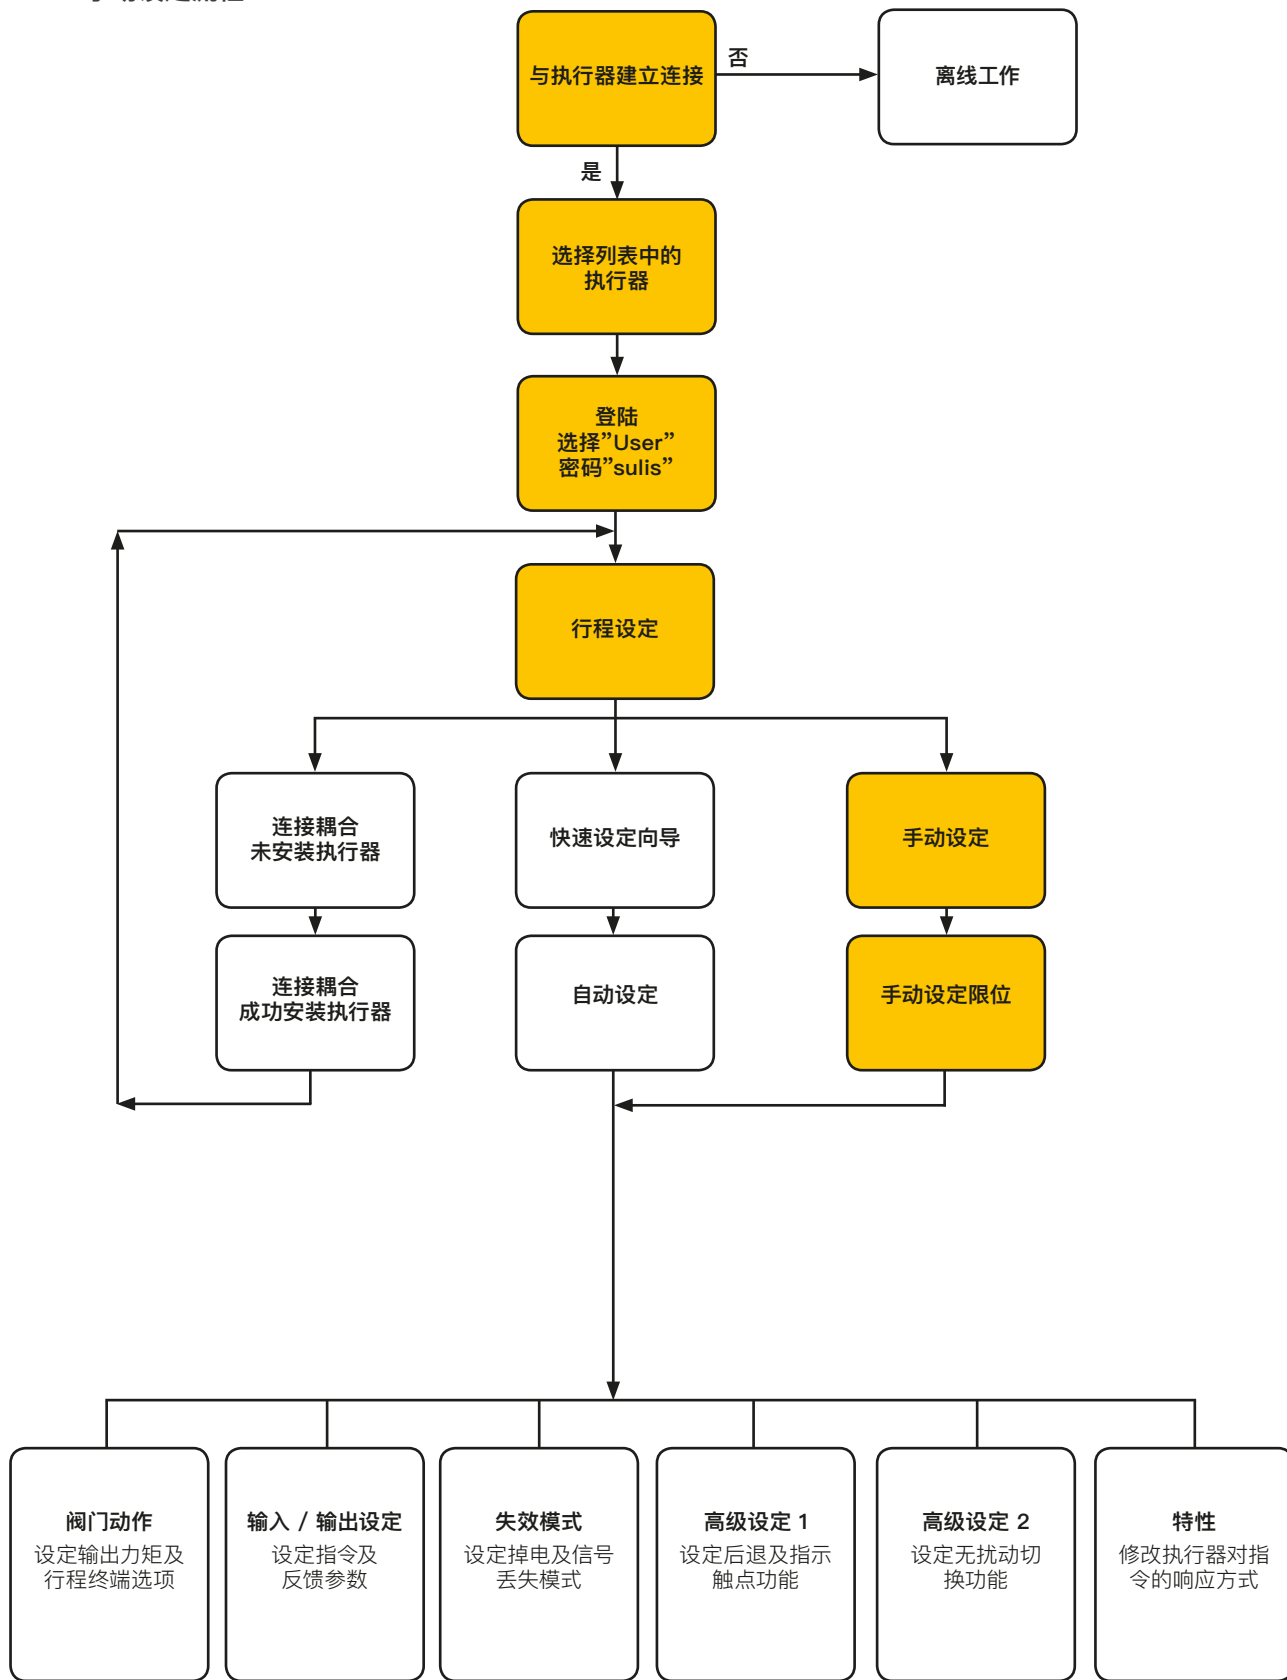 否
与执行器建立连接
离线工作
是
选择列表中的
执行器
登陆
选择”User”
密码”sulis”
行程设定
连接耦合
未安装执行器
快速设定向导
手动设定
连接耦合
成功安装执行器
自动设定
手动设定限位
阀门动作
设定输出力矩及
行程终端选项
输入 / 输出设定
设定指令及
反馈参数
失效模式
设定掉电及信号
丢失模式
高级设定 1
设定后退及指示
触点功能
高级设定 2
设定无扰动切
换功能
特性
修改执行器对指
令的响应方式